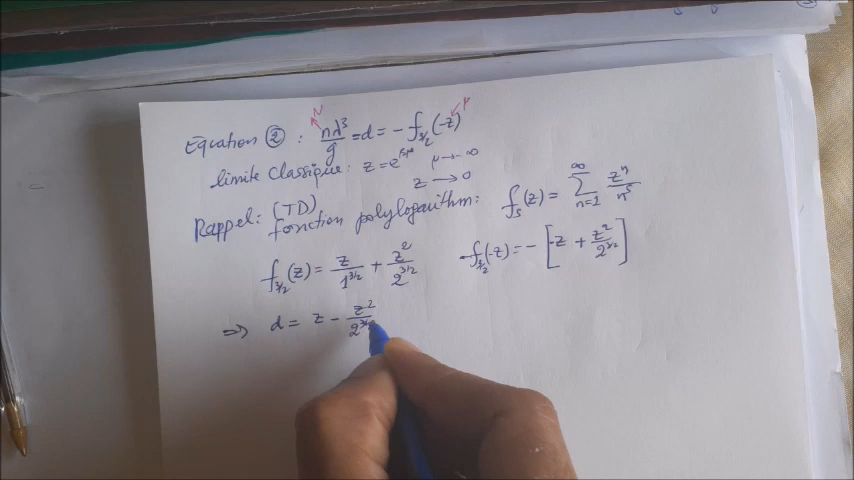 Equation ② : nλ³/g = d = - f_{3/2}(-z)
N
μ
limite classique: z = e^{βμ} μ → -∞
z → 0
Rappel: (TD)
fonction polylogarithm: f_s(z) = ∑_{n=1}^{∞} zⁿ/nˢ
f_{3/2}(z) = z/1^{3/2} + z²/2^{3/2} -f_{3/2}(-z) = - [-z + z²/2^{3/2}]
⇒ d = z - z²/2^{3/2}